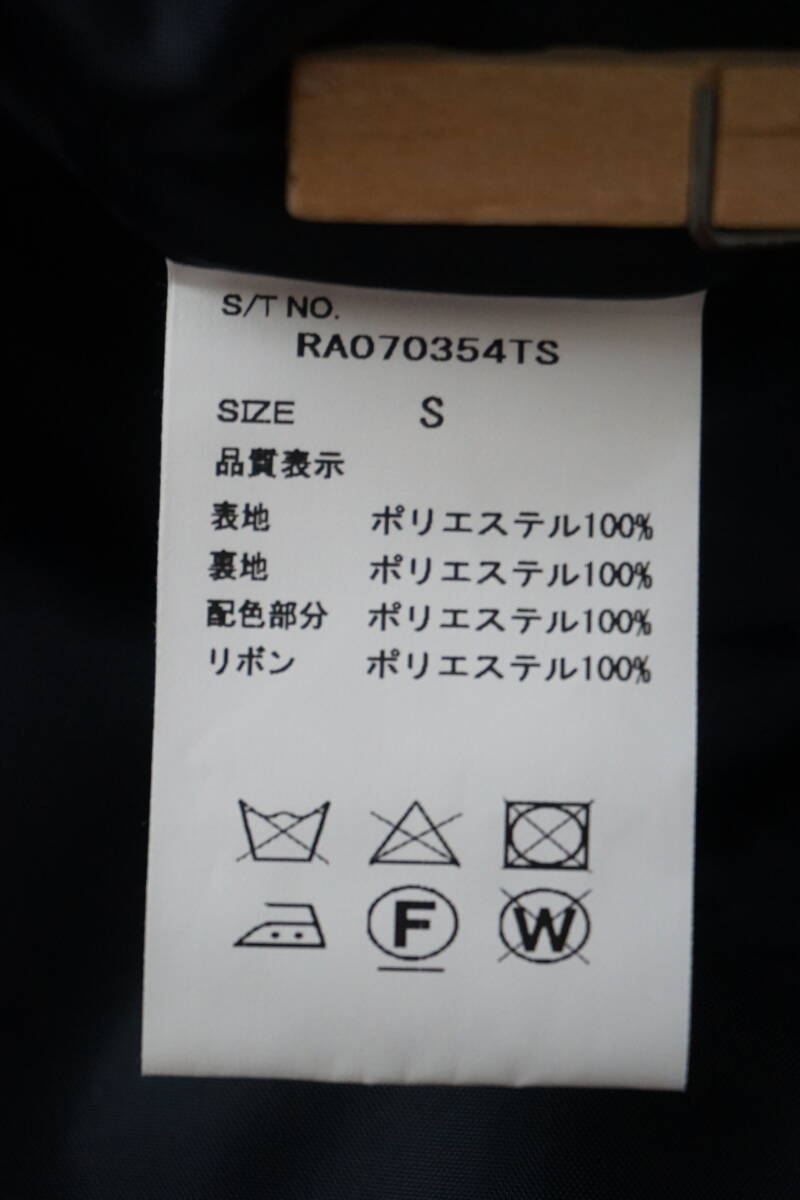 S/T NO.
RA070354TS
SIZE S
品質表示
表地 ポリエステル100%
裏地 ポリエステル100%
配色部分 ポリエステル100%
リボン ポリエステル100%
F W